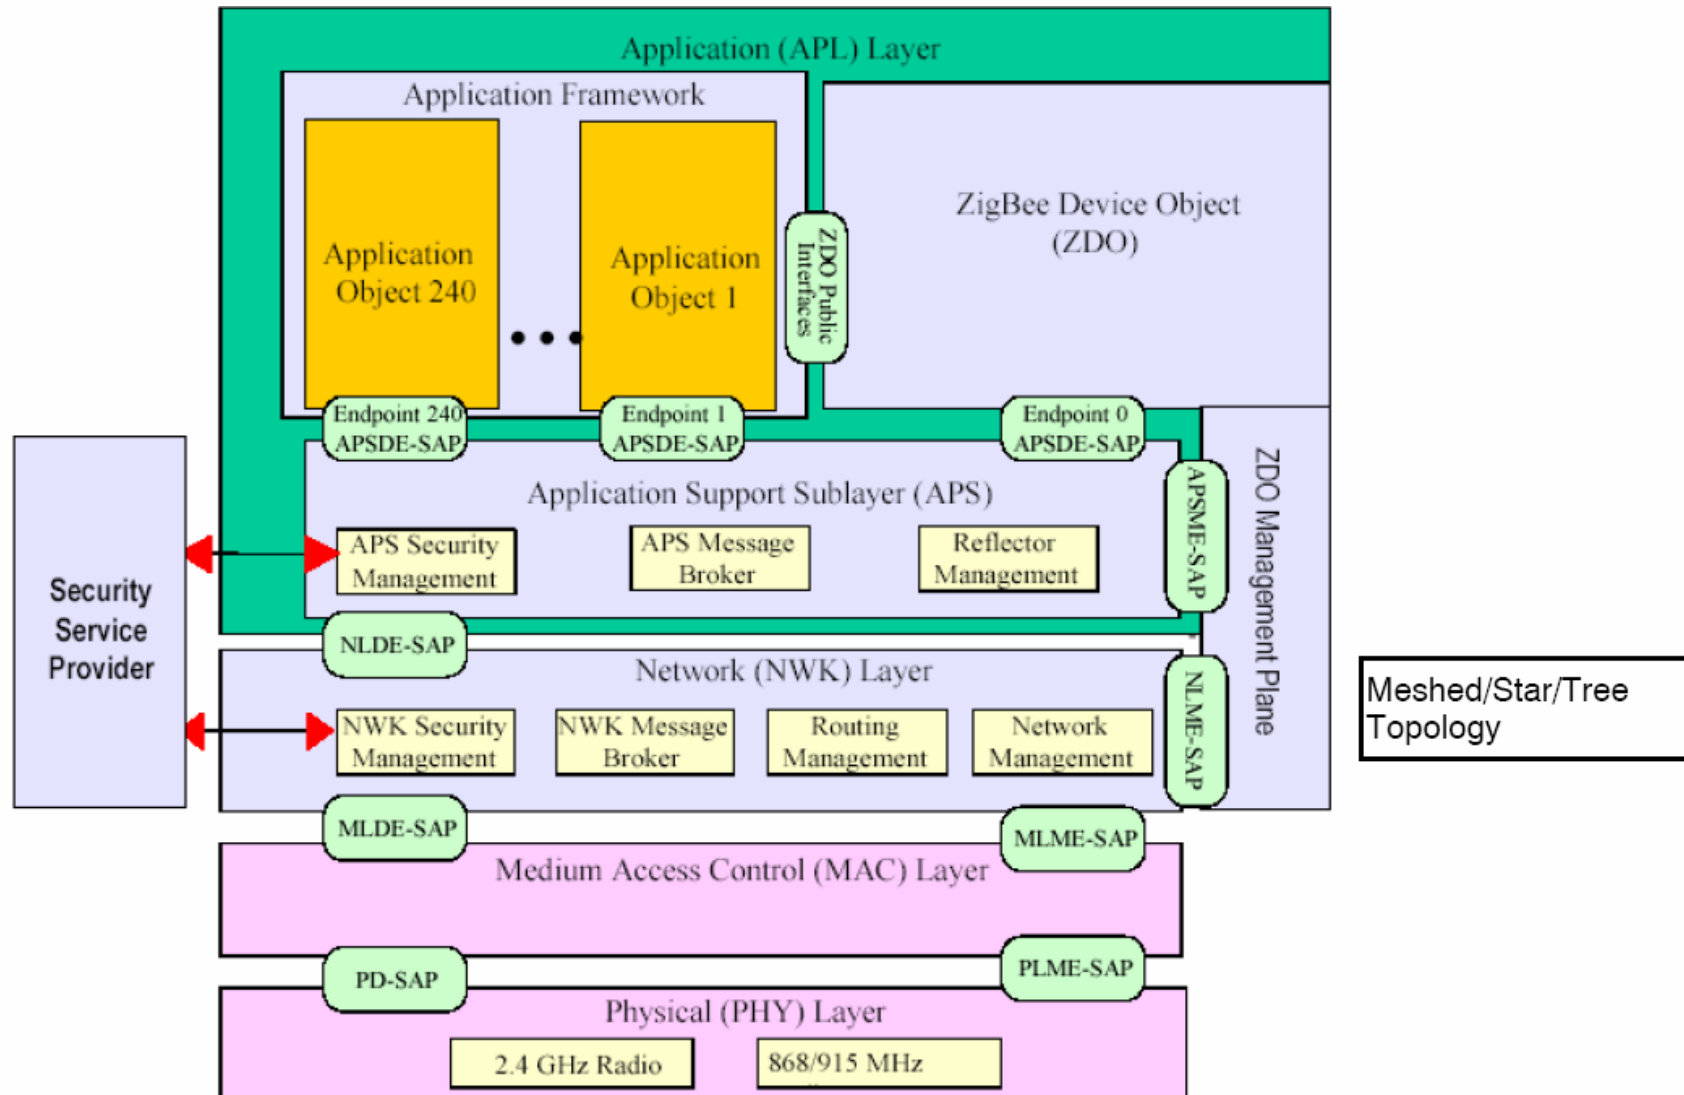 Application (APL) Layer
Application Framework
Application
Object 240
• • •
Application
Object 1
ZDO Public
Interfaces
ZigBee Device Object
(ZDO)
Endpoint 240
APSDE-SAP
Endpoint 1
APSDE-SAP
Endpoint 0
APSDE-SAP
Application Support Sublayer (APS)
APS Security
Management
APS Message
Broker
Reflector
Management
APSME-SAP
ZDO Management Plane
Security
Service
Provider
NLDE-SAP
Network (NWK) Layer
NWK Security
Management
NWK Message
Broker
Routing
Management
Network
Management
NLME-SAP
Meshed/Star/Tree
Topology
MLDE-SAP
MLME-SAP
Medium Access Control (MAC) Layer
PD-SAP
PLME-SAP
Physical (PHY) Layer
2.4 GHz Radio
868/915 MHz